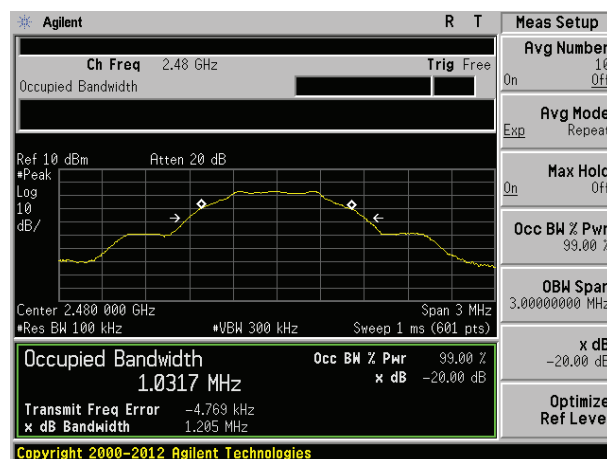 Agilent R T
Ch Freq 2.48 GHz Trig Free
Occupied Bandwidth
Ref 10 dBm Atten 20 dB
#Peak
Log
10
dB/
Center 2.480 000 GHz Span 3 MHz
#Res BW 100 kHz #VBW 300 kHz Sweep 1 ms (601 pts)
Occupied Bandwidth
1.0317 MHz
Occ BW % Pwr 99.00 %
x dB -20.00 dB
Transmit Freq Error -4.769 kHz
x dB Bandwidth 1.205 MHz
Copyright 2000-2012 Agilent Technologies
Meas Setup
Avg Number
10
On Off
Avg Mode
Exp Repeat
Max Hold
On Off
Occ BW % Pwr
99.00 %
OBW Span
3.00000000 MHz
x dB
-20.00 dB
Optimize
Ref Level